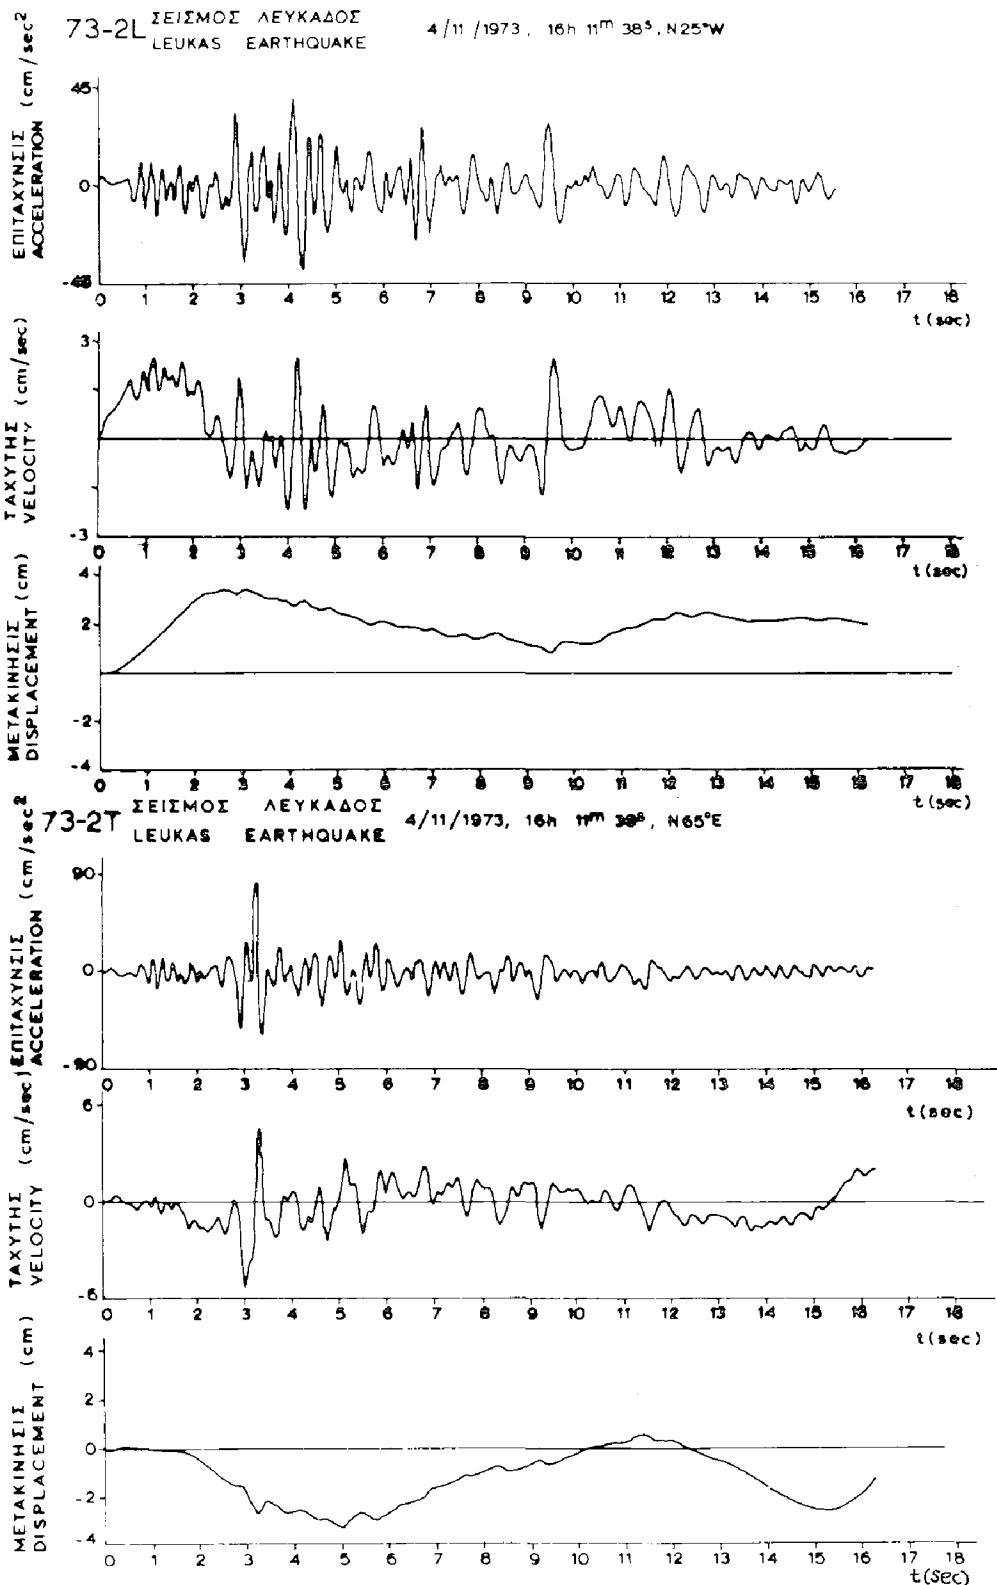 73-2L ΣΕΙΣΜΟΣ ΛΕΥΚΑΔΟΣ
LEUKAS EARTHQUAKE
4/11/1973, 16h 11m 38s, N25°W
ΕΠΙΤΑΧΥΝΣΙΣ
ACCELERATION (cm/sec2
45
0
-45
0 1 2 3 4 5 6 7 8 9 10 11 12 13 14 15 16 17 18
t(sec)
ΤΑΧΥΤΗΣ
VELOCITY (cm/sec)
3
-3
0 1 2 3 4 5 6 7 8 9 10 11 12 13 14 15 16 17 18
t(sec)
ΜΕΤΑΚΙΝΗΣΙΣ
DISPLACEMENT (cm)
4
2
-2
-4
0 1 2 3 4 5 6 7 8 9 10 11 12 13 14 15 16 17 18
t(sec)
73-2T ΣΕΙΣΜΟΣ ΛΕΥΚΑΔΟΣ
LEUKAS EARTHQUAKE
4/11/1973, 16h 11m 38s, N65°E
ΕΠΙΤΑΧΥΝΣΙΣ
ACCELERATION (cm/sec2
90
0
-90
0 1 2 3 4 5 6 7 8 9 10 11 12 13 14 15 16 17 18
t(sec)
ΤΑΧΥΤΗΣ
VELOCITY (cm/sec)
6
0
-6
0 1 2 3 4 5 6 7 8 9 10 11 12 13 14 15 16 17 18
t(sec)
ΜΕΤΑΚΙΝΗΣΙΣ
DISPLACEMENT (cm)
4
2
0
-2
-4
0 1 2 3 4 5 6 7 8 9 10 11 12 13 14 15 16 17 18
t(sec)